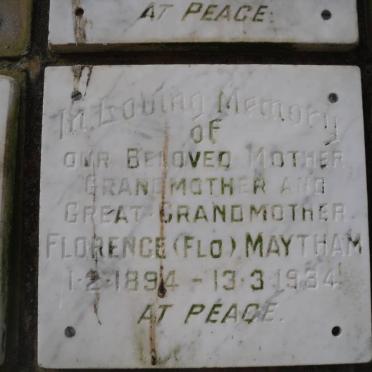 AT PEACE.
In Loving Memory
OF
OUR BELOVED MOTHER,
GRANDMOTHER AND
GREAT-GRANDMOTHER
FLORENCE (FLO) MAYTHAM
1·2·1894 - 13·3·1984
AT PEACE.